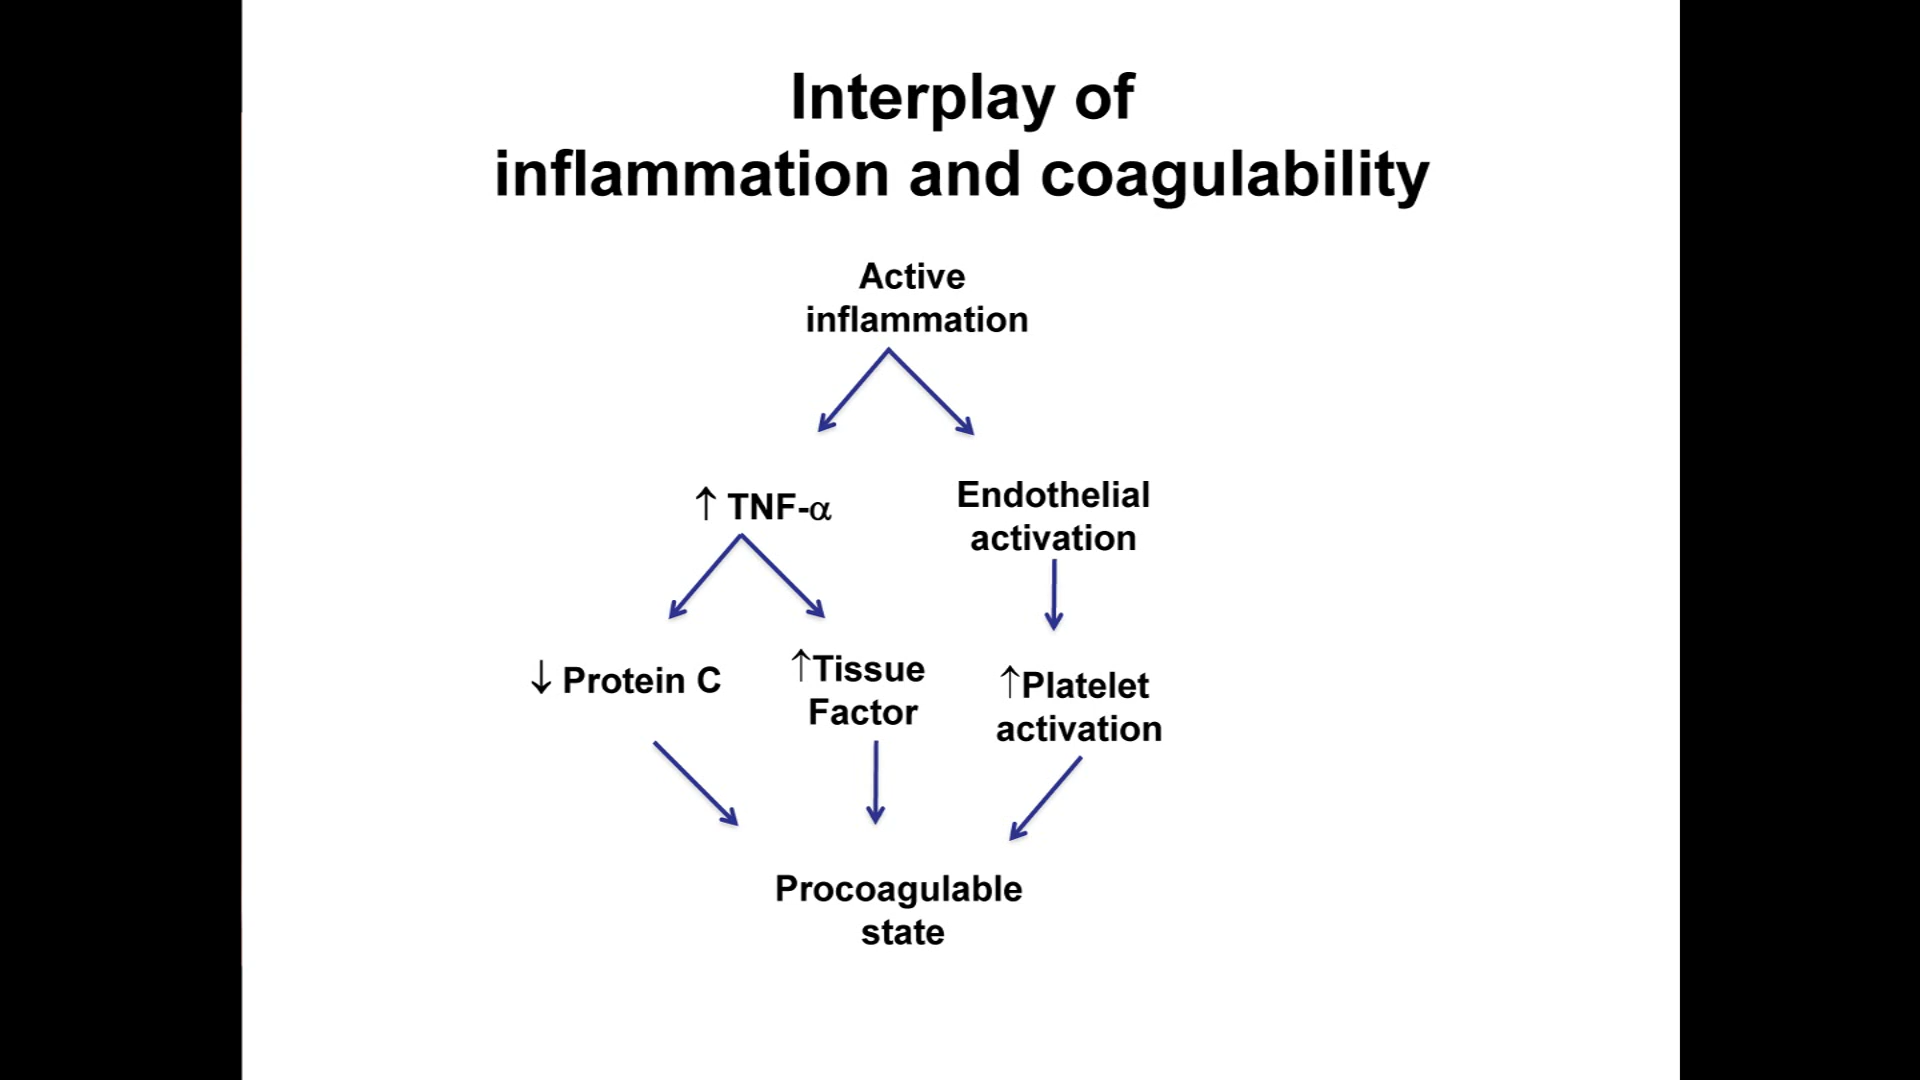 Interplay of
inflammation and coagulability
Active
inflammation
↑ TNF-α
Endothelial
activation
↓ Protein C
↑Tissue
Factor
↑Platelet
activation
Procoagulable
state